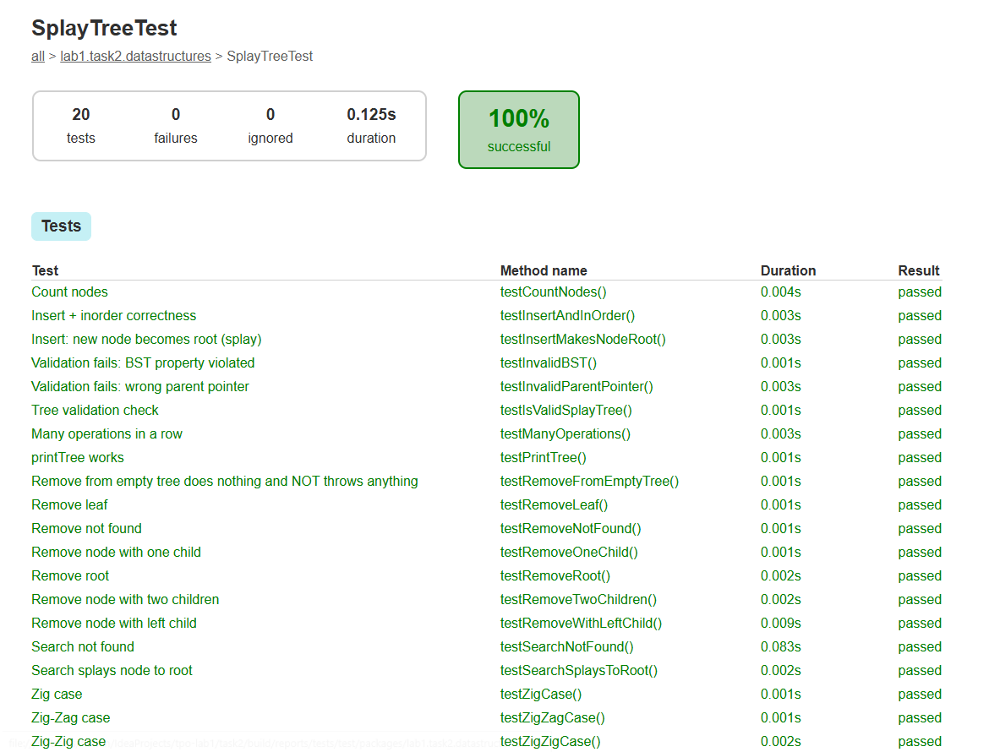 SplayTreeTest
all > lab1.task2.datastructures > SplayTreeTest
20 0 0 0.125s
tests failures ignored duration
100%
successful
Tests
Test Method name Duration Result
Count nodes testCountNodes() 0.004s passed
Insert + inorder correctness testInsertAndInOrder() 0.003s passed
Insert: new node becomes root (splay) testInsertMakesNodeRoot() 0.003s passed
Validation fails: BST property violated testInvalidBST() 0.001s passed
Validation fails: wrong parent pointer testInvalidParentPointer() 0.003s passed
Tree validation check testIsValidSplayTree() 0.001s passed
Many operations in a row testManyOperations() 0.003s passed
printTree works testPrintTree() 0.001s passed
Remove from empty tree does nothing and NOT throws anything testRemoveFromEmptyTree() 0.001s passed
Remove leaf testRemoveLeaf() 0.001s passed
Remove not found testRemoveNotFound() 0.001s passed
Remove node with one child testRemoveOneChild() 0.001s passed
Remove root testRemoveRoot() 0.002s passed
Remove node with two children testRemoveTwoChildren() 0.002s passed
Remove node with left child testRemoveWithLeftChild() 0.009s passed
Search not found testSearchNotFound() 0.083s passed
Search splays node to root testSearchSplaysToRoot() 0.002s passed
Zig case testZigCase() 0.001s passed
Zig-Zag case testZigZagCase() 0.001s passed
Zig-Zig case testZigZigCase() 0.002s passed